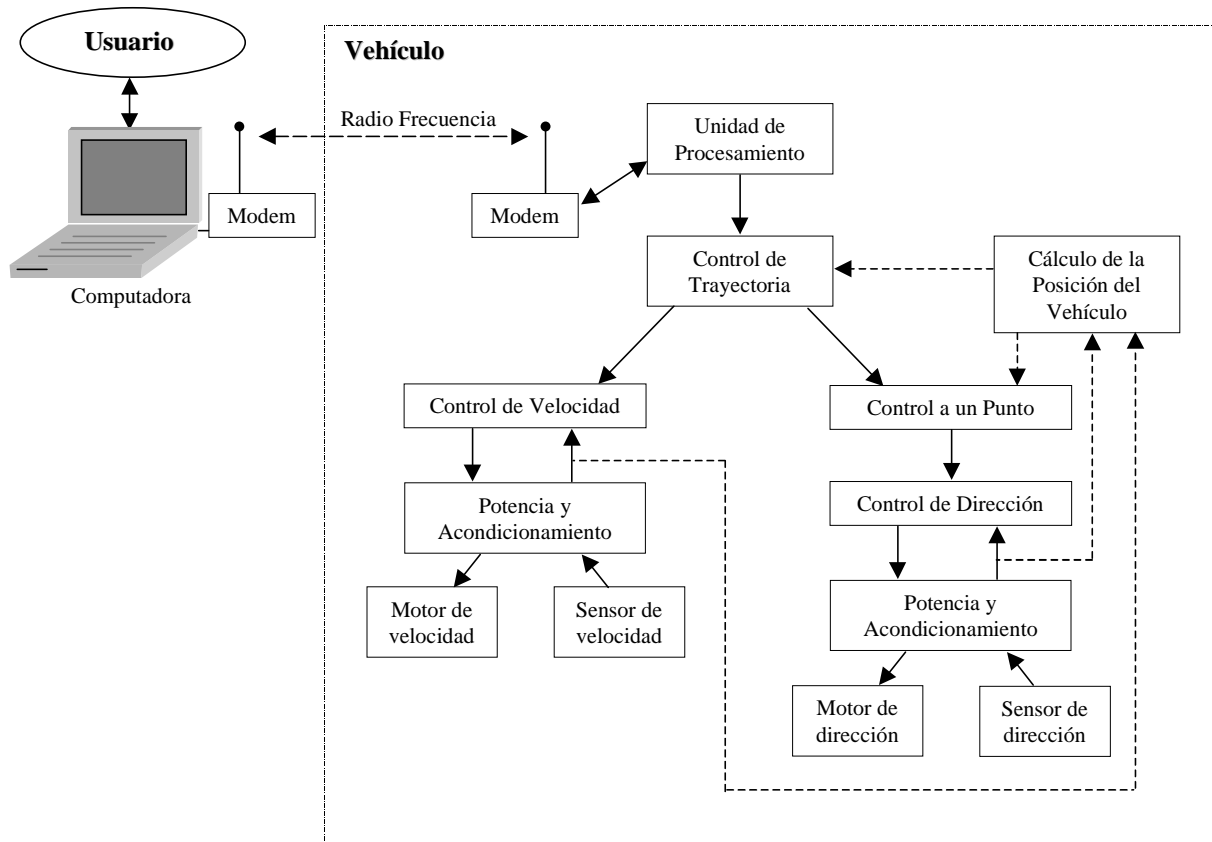 Usuario
Vehículo
Radio Frecuencia
Unidad de
Procesamiento
Modem
Modem
Computadora
Control de
Trayectoria
Cálculo de la
Posición del
Vehículo
Control de Velocidad
Control a un Punto
Potencia y
Acondicionamiento
Control de Dirección
Motor de
velocidad
Sensor de
velocidad
Potencia y
Acondicionamiento
Motor de
dirección
Sensor de
dirección